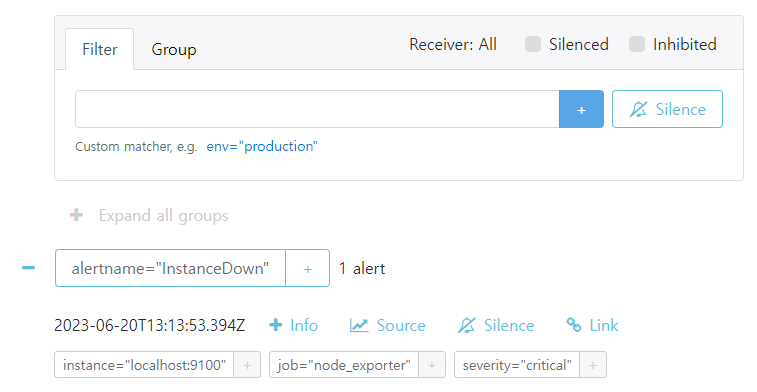 Filter Group Receiver: All Silenced Inhibited
+ Silence
Custom matcher, e.g. env="production"
+ Expand all groups
− alertname="InstanceDown" + 1 alert
2023-06-20T13:13:53.394Z + Info Source Silence Link
instance="localhost:9100" + job="node_exporter" + severity="critical" +